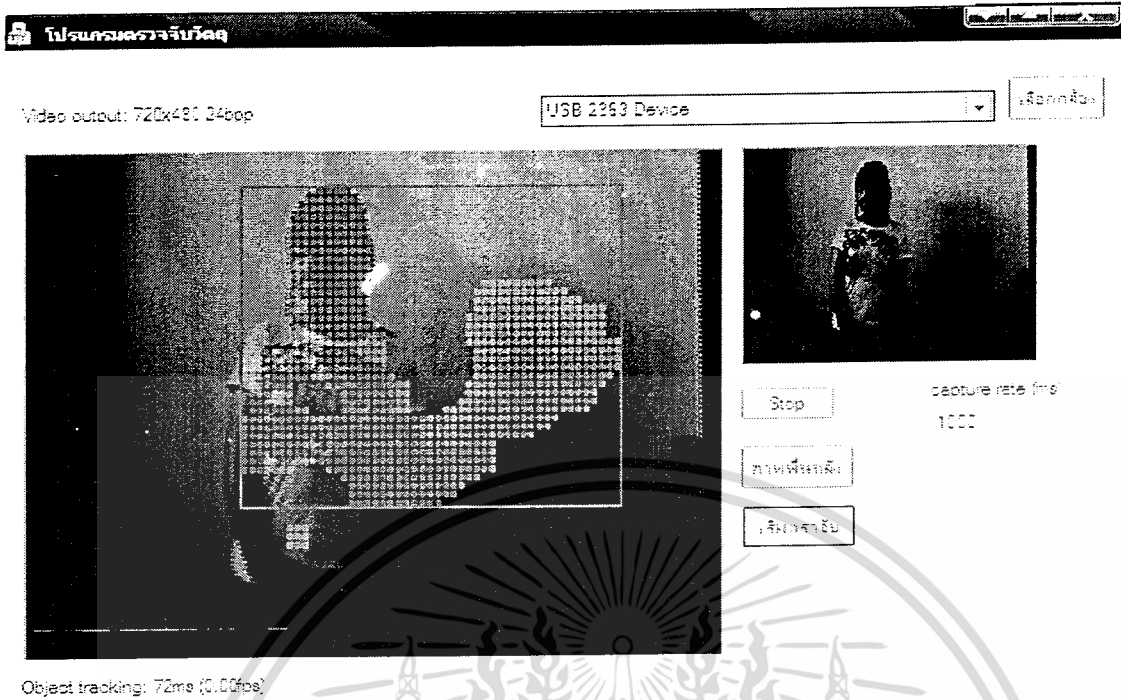 โปรแกรมตรวจจับวัตถุ
Video output: 720x480 24bpp
USB 2863 Device
เลือกกล้อง
Stop
capture rate (ms)
1000
ภาพพื้นหลัง
เริ่มตรวจจับ
Object tracking: 72ms (0.00fps)